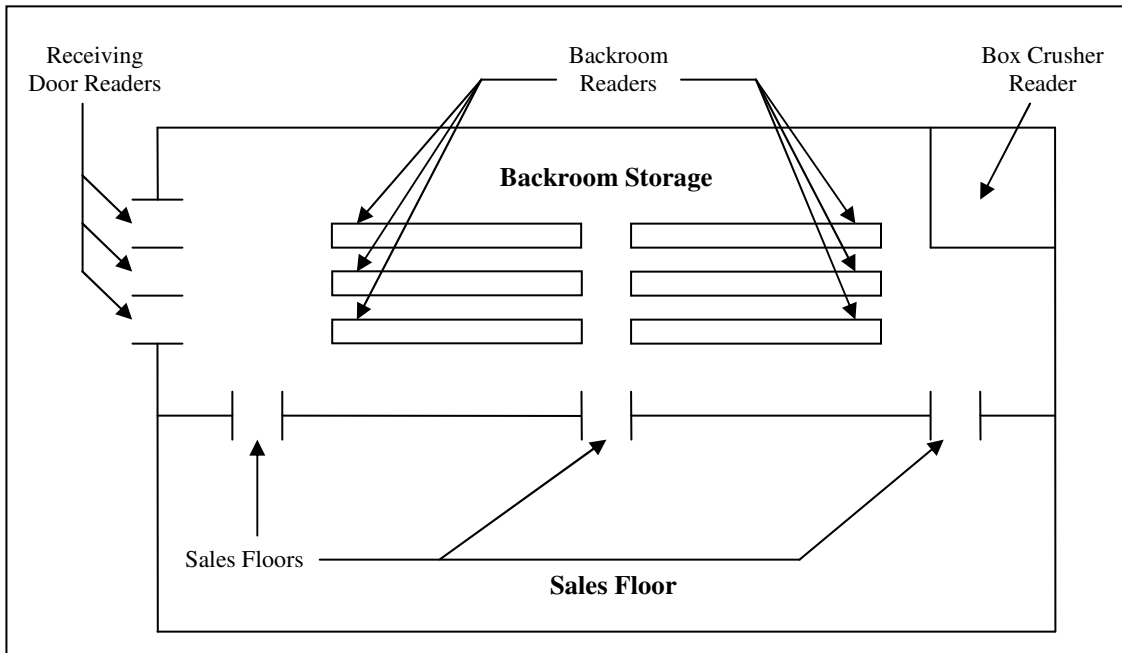 Receiving
Door Readers
Backroom
Readers
Box Crusher
Reader
Backroom Storage
Sales Floors
Sales Floor